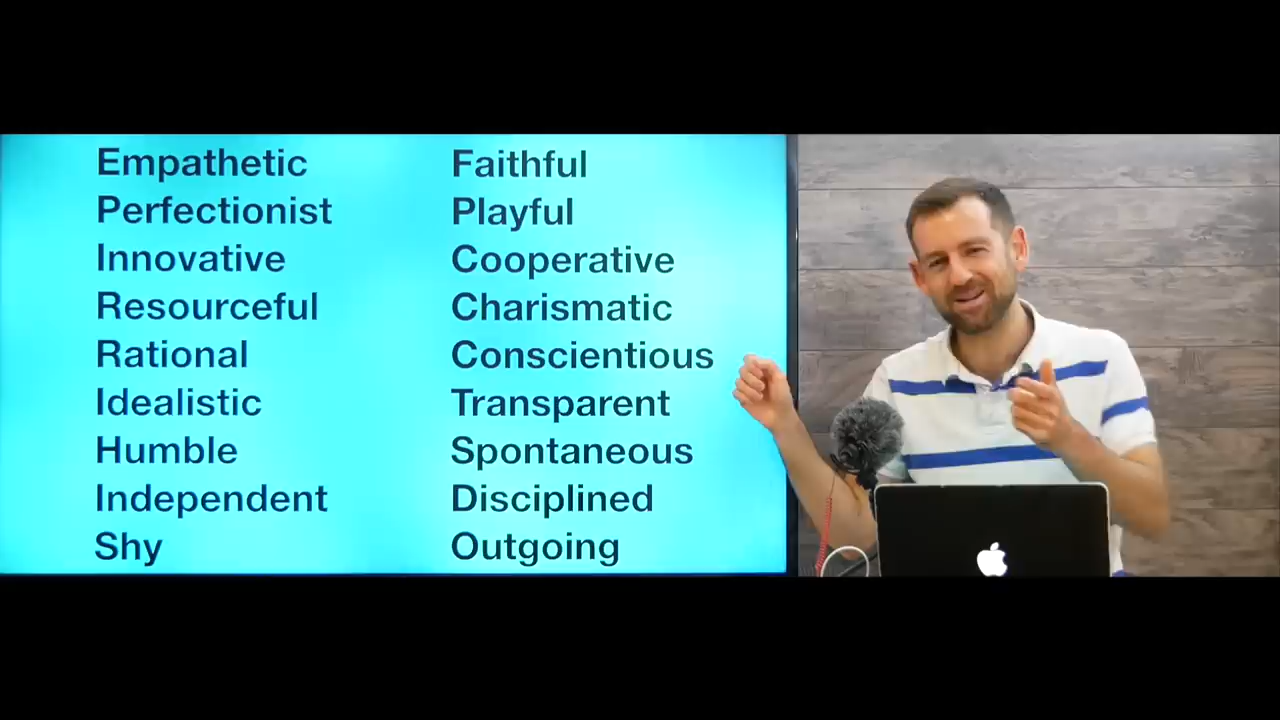 Empathetic
Perfectionist
Innovative
Resourceful
Rational
Idealistic
Humble
Independent
Shy
Faithful
Playful
Cooperative
Charismatic
Conscientious
Transparent
Spontaneous
Disciplined
Outgoing